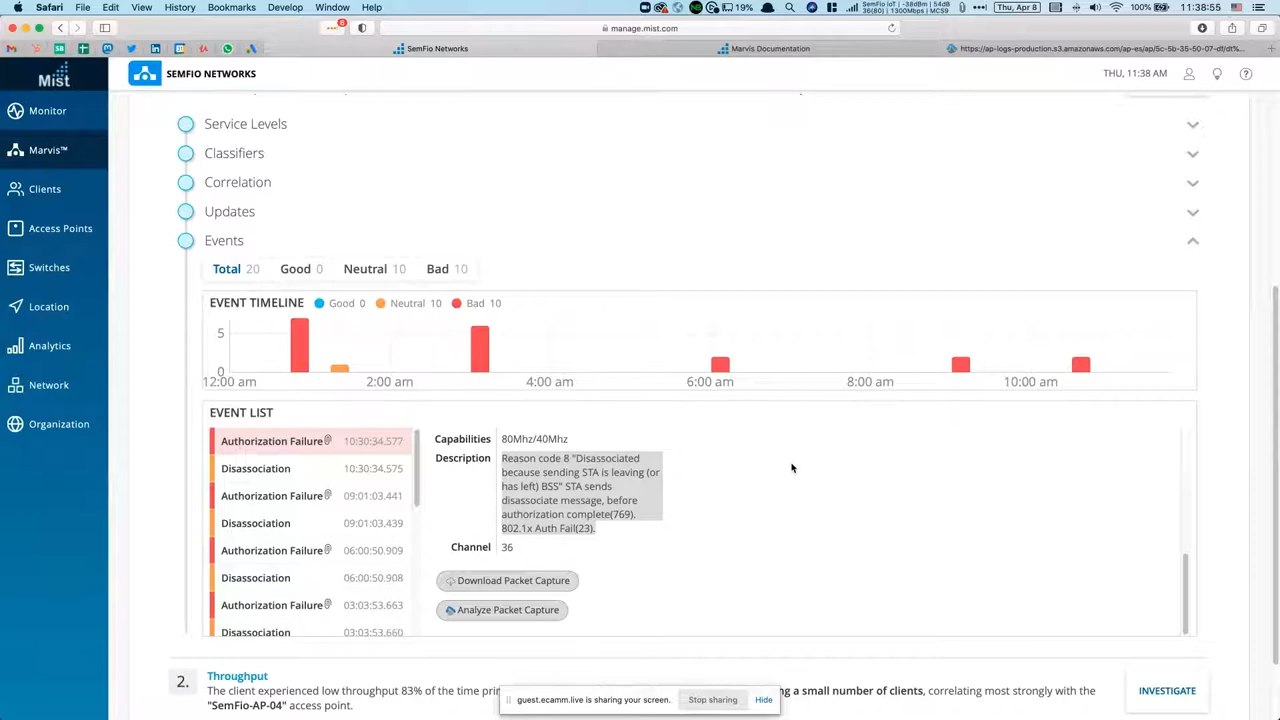 Safari File Edit View History Bookmarks Develop Window Help
6
19%
SemFio IoT | -38dBm | 54dB
36(80) | 1300Mbps | MCS9
100% Thu, Apr 8 11:38:55
manage.mist.com
SemFio Networks
Marvis Documentation
https://ap-logs-production.s3.amazonaws.com/ap-es/ap/5c-5b-35-50-07-df/dt%...
Mist
SEMFIO NETWORKS
THU, 11:38 AM
Monitor
Marvis™
Clients
Access Points
Switches
Location
Analytics
Network
Organization
Service Levels
Classifiers
Correlation
Updates
Events
Total 20 Good 0 Neutral 10 Bad 10
EVENT TIMELINE Good 0 Neutral 10 Bad 10
5
0
12:00 am 2:00 am 4:00 am 6:00 am 8:00 am 10:00 am
EVENT LIST
Authorization Failure 10:30:34.577
Disassociation 10:30:34.575
Authorization Failure 09:01:03.441
Disassociation 09:01:03.439
Authorization Failure 06:00:50.909
Disassociation 06:00:50.908
Authorization Failure 03:03:53.663
Disassociation 03:03:53.660
Capabilities 80Mhz/40Mhz
Description Reason code 8 "Disassociated
because sending STA is leaving (or
has left) BSS" STA sends
disassociate message, before
authorization complete(769).
802.1x Auth Fail(23).
Channel 36
Download Packet Capture
Analyze Packet Capture
2.
Throughput
The client experienced low throughput 83% of the time
g a small number of clients, correlating most strongly with the
"SemFio-AP-04" access point.
INVESTIGATE
guest.ecamm.live is sharing your screen. Stop sharing Hide